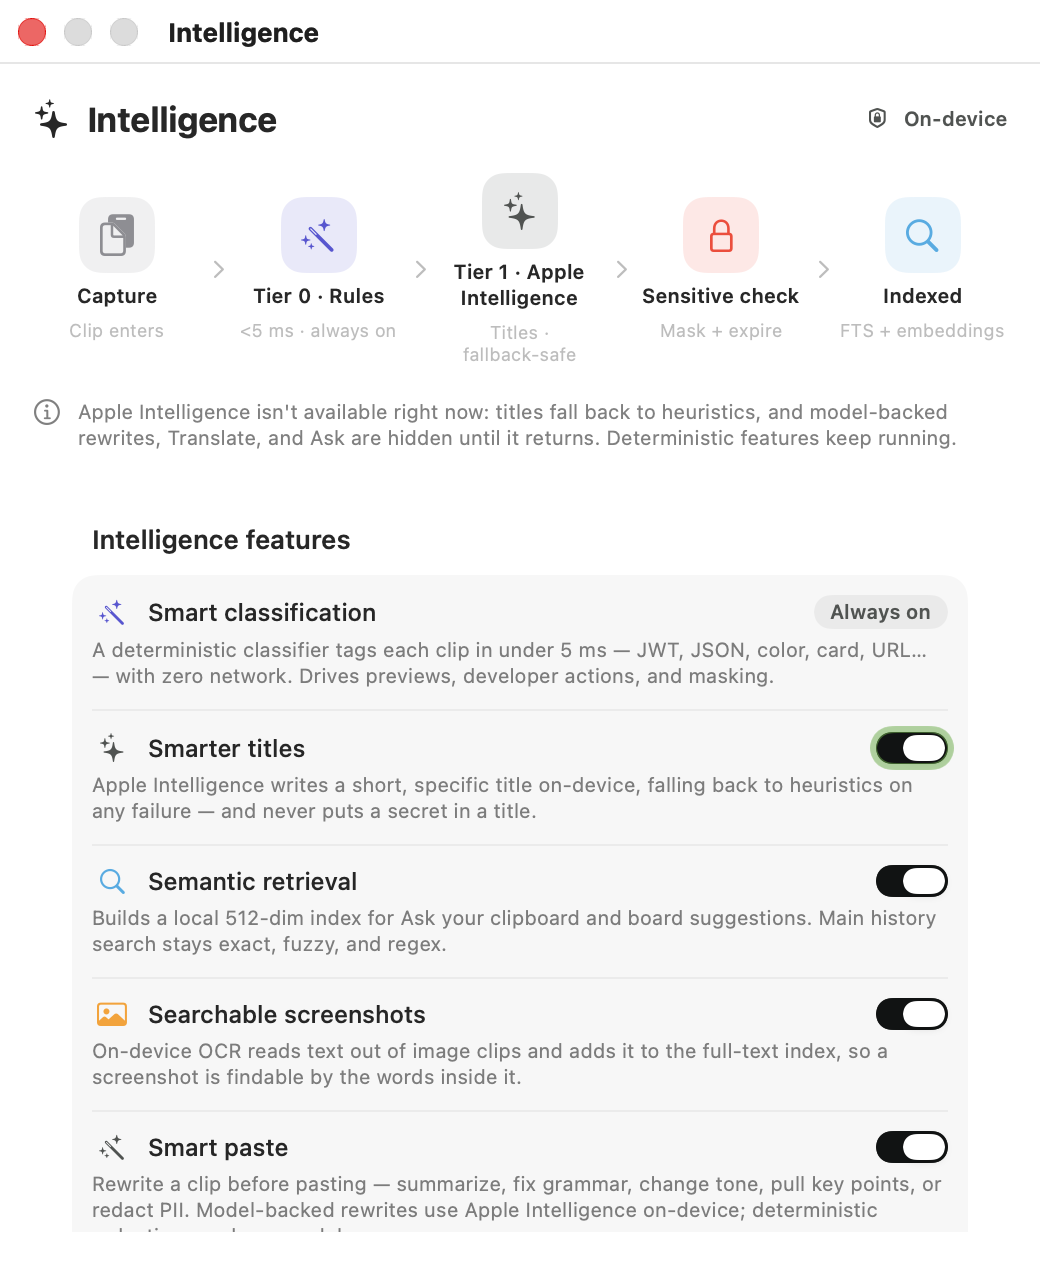 Intelligence
Intelligence
On-device
Capture
Clip enters
Tier 0 · Rules
<5 ms · always on
Tier 1 · Apple
Intelligence
Titles ·
fallback-safe
Sensitive check
Mask + expire
Indexed
FTS + embeddings
Apple Intelligence isn't available right now: titles fall back to heuristics, and model-backed
rewrites, Translate, and Ask are hidden until it returns. Deterministic features keep running.
Intelligence features
Smart classification
Always on
A deterministic classifier tags each clip in under 5 ms — JWT, JSON, color, card, URL…
— with zero network. Drives previews, developer actions, and masking.
Smarter titles
Apple Intelligence writes a short, specific title on-device, falling back to heuristics on
any failure — and never puts a secret in a title.
Semantic retrieval
Builds a local 512-dim index for Ask your clipboard and board suggestions. Main history
search stays exact, fuzzy, and regex.
Searchable screenshots
On-device OCR reads text out of image clips and adds it to the full-text index, so a
screenshot is findable by the words inside it.
Smart paste
Rewrite a clip before pasting — summarize, fix grammar, change tone, pull key points, or
redact PII. Model-backed rewrites use Apple Intelligence on-device; deterministic